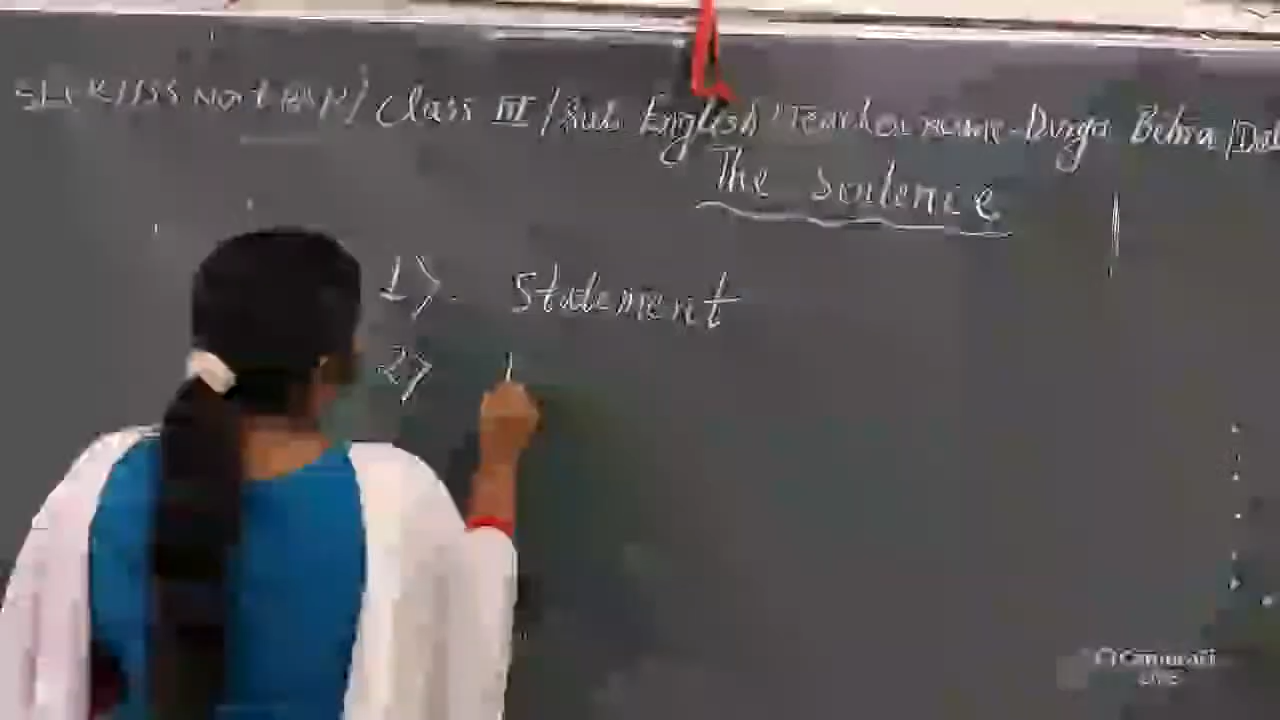 Class III / Sub English / Teacher name - Durga Behra /
The Sentence
1) Statement
2)